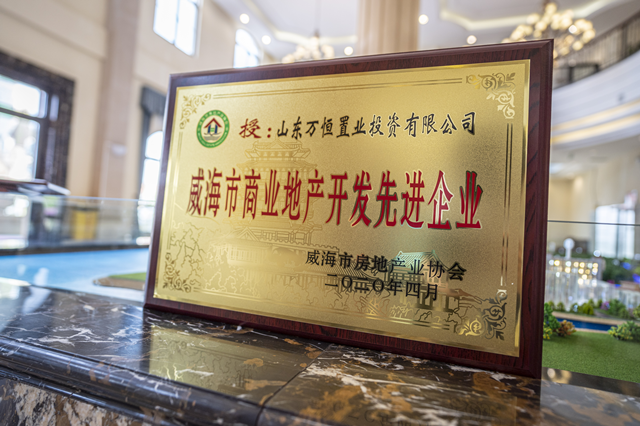 授：山东万恒置业投资有限公司
威海市商业地产开发先进企业
威海市房地产业协会
二〇二〇年四月